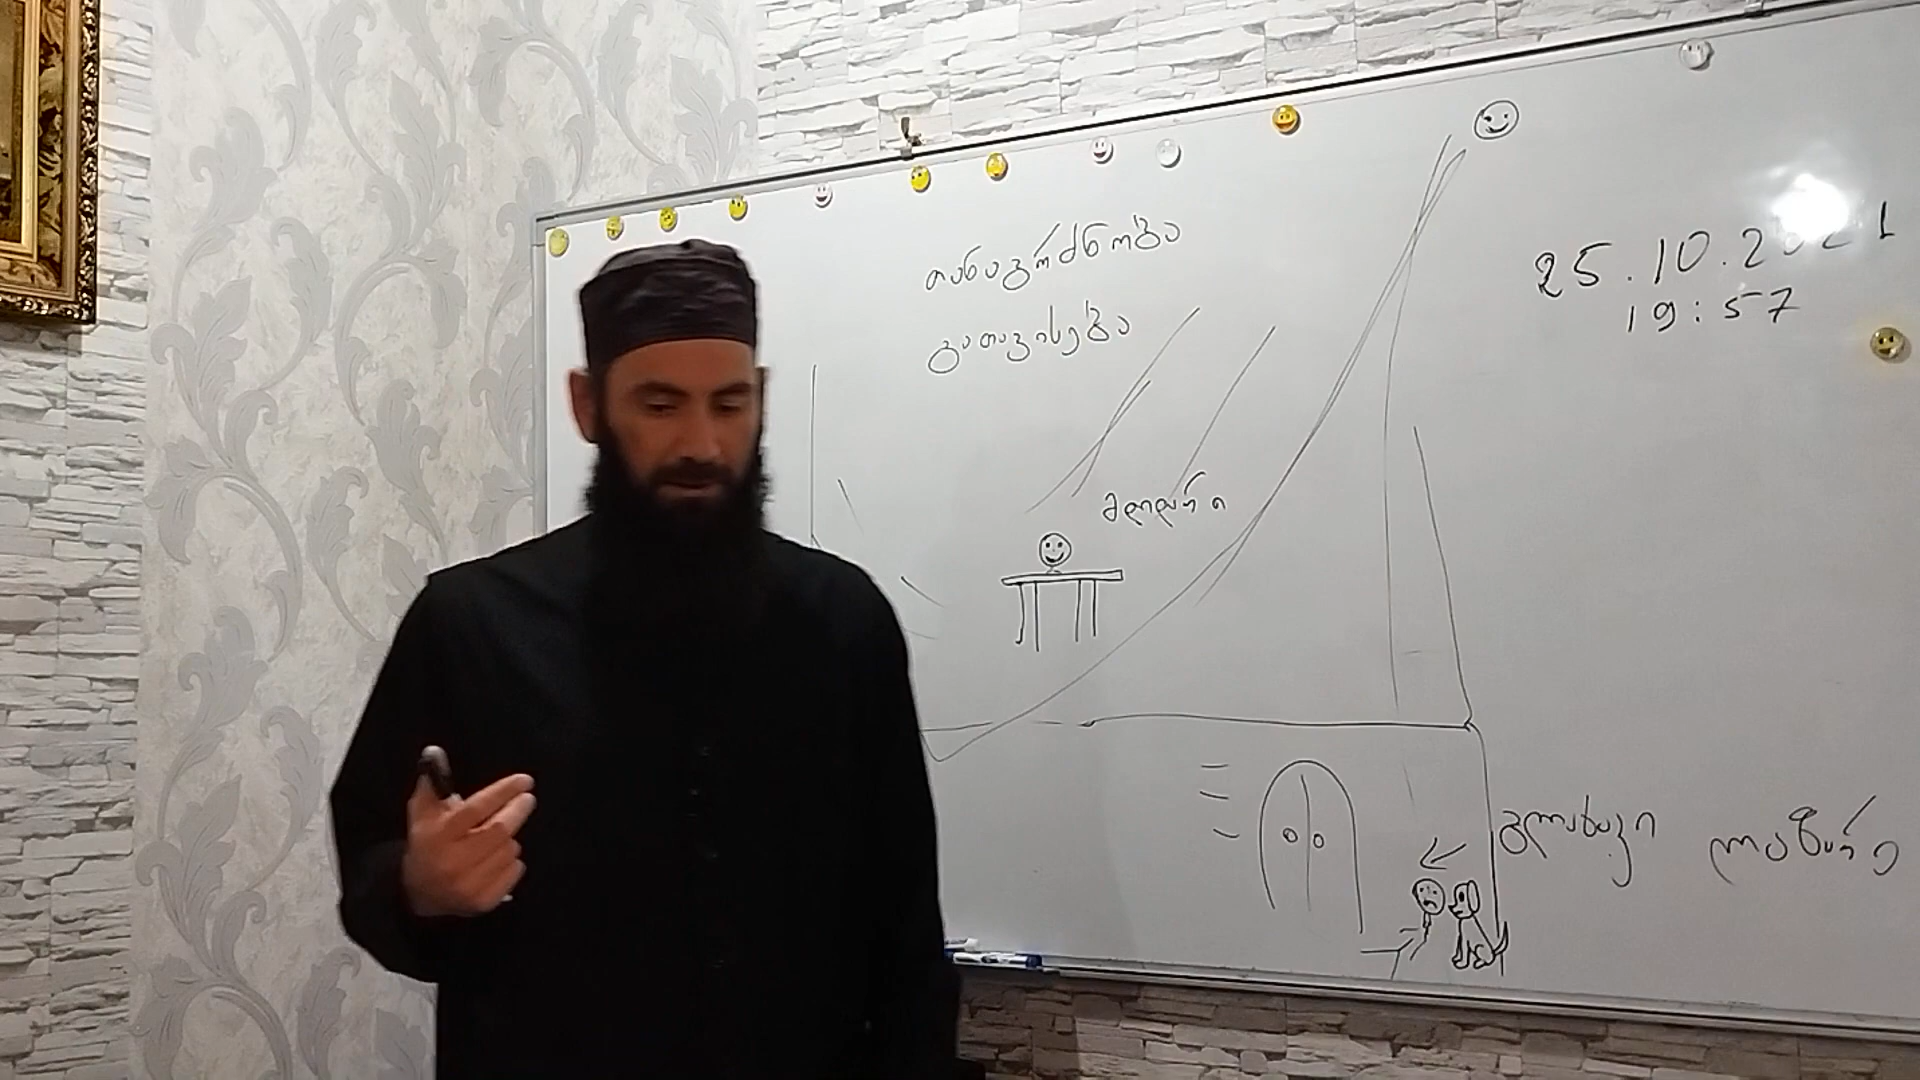 თანაგრძნობა
გათავისება
25.10.2021
19:57
მდიდარი
გლახაკი ლაზარე